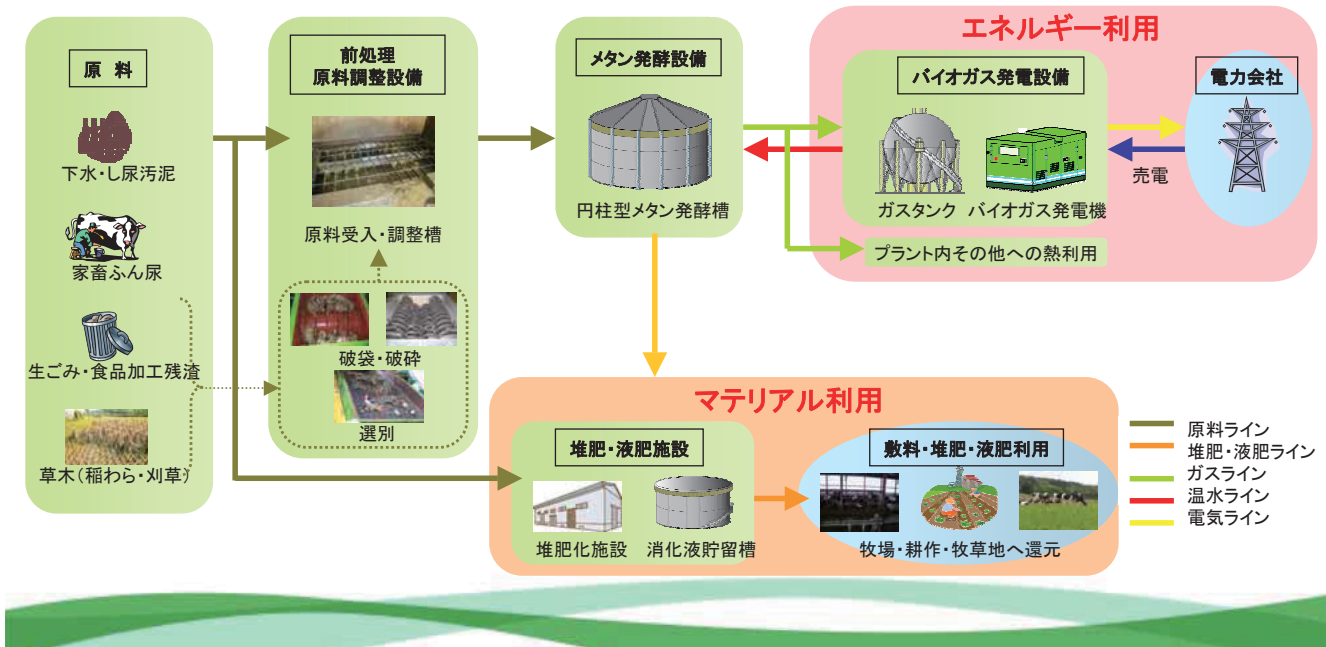 原 料
下水・し尿汚泥
家畜ふん尿
生ごみ・食品加工残渣
草木（稲わら・刈草）
前処理
原料調整設備
原料受入・調整槽
破袋・破砕
選別
メタン発酵設備
円柱型メタン発酵槽
エネルギー利用
バイオガス発電設備
ガスタンク
バイオガス発電機
プラント内その他への熱利用
電力会社
売電
マテリアル利用
堆肥・液肥施設
堆肥化施設
消化液貯留槽
敷料・堆肥・液肥利用
牧場・耕作・牧草地へ還元
原料ライン
堆肥・液肥ライン
ガスライン
温水ライン
電気ライン